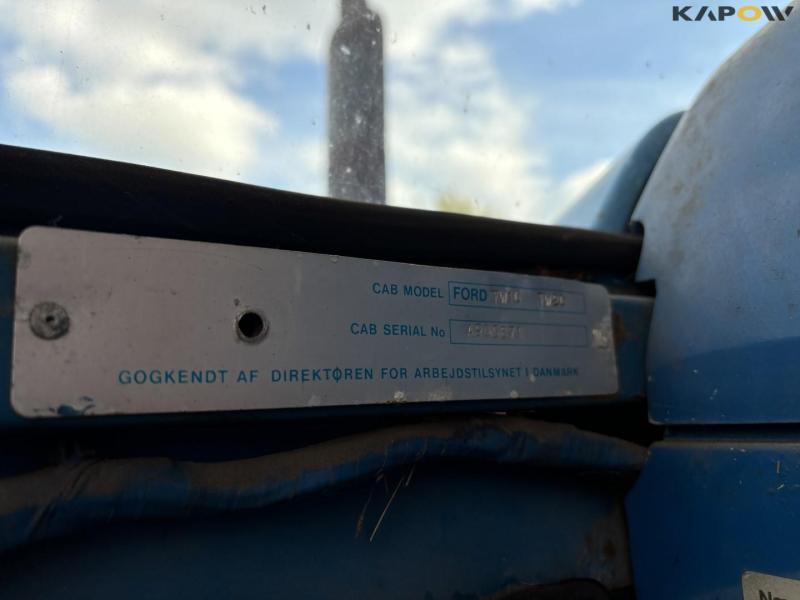 KAPOW
CAB MODEL FORD
CAB SERIAL No
GOGKENDT AF DIREKTØREN FOR ARBEJDSTILSYNET I DANMARK